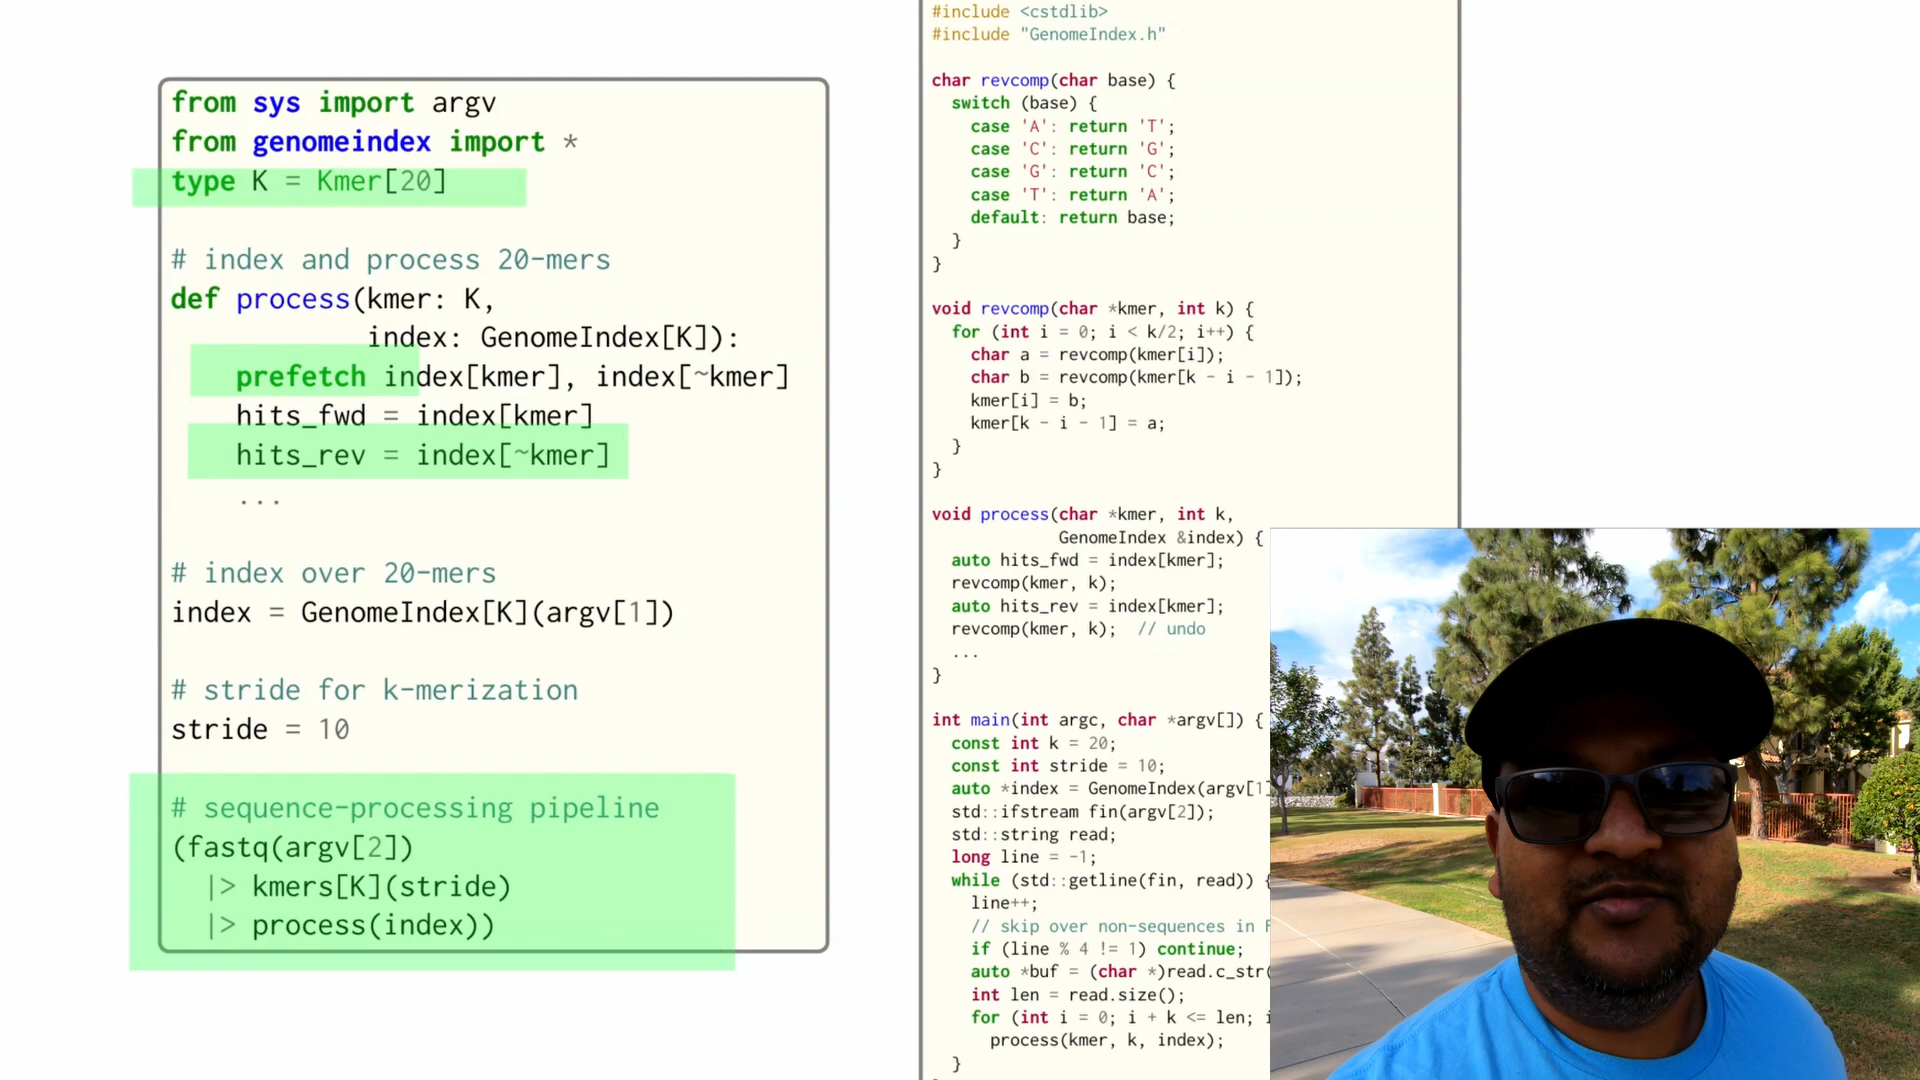 from sys import argv
from genomeindex import *
type K = Kmer[20]
# index and process 20-mers
def process(kmer: K,
index: GenomeIndex[K]):
prefetch index[kmer], index[~kmer]
hits_fwd = index[kmer]
hits_rev = index[~kmer]
...
# index over 20-mers
index = GenomeIndex[K](argv[1])
# stride for k-merization
stride = 10
# sequence-processing pipeline
(fastq(argv[2])
|> kmers[K](stride)
|> process(index))
#include <cstdlib>
#include "GenomeIndex.h"
char revcomp(char base) {
switch (base) {
case 'A': return 'T';
case 'C': return 'G';
case 'G': return 'C';
case 'T': return 'A';
default: return base;
}
}
void revcomp(char *kmer, int k) {
for (int i = 0; i < k/2; i++) {
char a = revcomp(kmer[i]);
char b = revcomp(kmer[k - i - 1]);
kmer[i] = b;
kmer[k - i - 1] = a;
}
}
void process(char *kmer, int k,
GenomeIndex &index) {
auto hits_fwd = index[kmer];
revcomp(kmer, k);
auto hits_rev = index[kmer];
revcomp(kmer, k); // undo
...
}
int main(int argc, char *argv[]) {
const int k = 20;
const int stride = 10;
auto *index = GenomeIndex(argv[1]
std::ifstream fin(argv[2]);
std::string read;
long line = -1;
while (std::getline(fin, read)) {
line++;
// skip over non-sequences in
if (line % 4 != 1) continue;
auto *buf = (char *)read.c_str(
int len = read.size();
for (int i = 0; i + k <= len; i
process(kmer, k, index);
}